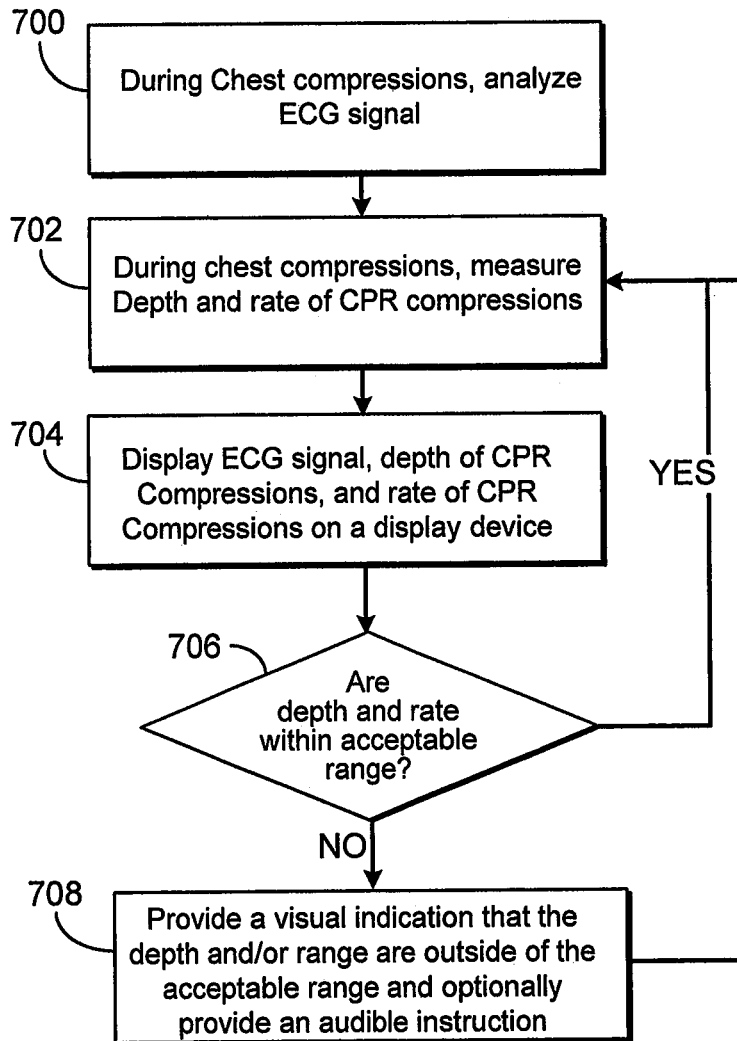 700
During Chest compressions, analyze
ECG signal
702
During chest compressions, measure
Depth and rate of CPR compressions
704
Display ECG signal, depth of CPR
Compressions, and rate of CPR
Compressions on a display device
YES
706
Are
depth and rate
within acceptable
range?
NO
708
Provide a visual indication that the
depth and/or range are outside of the
acceptable range and optionally
provide an audible instruction